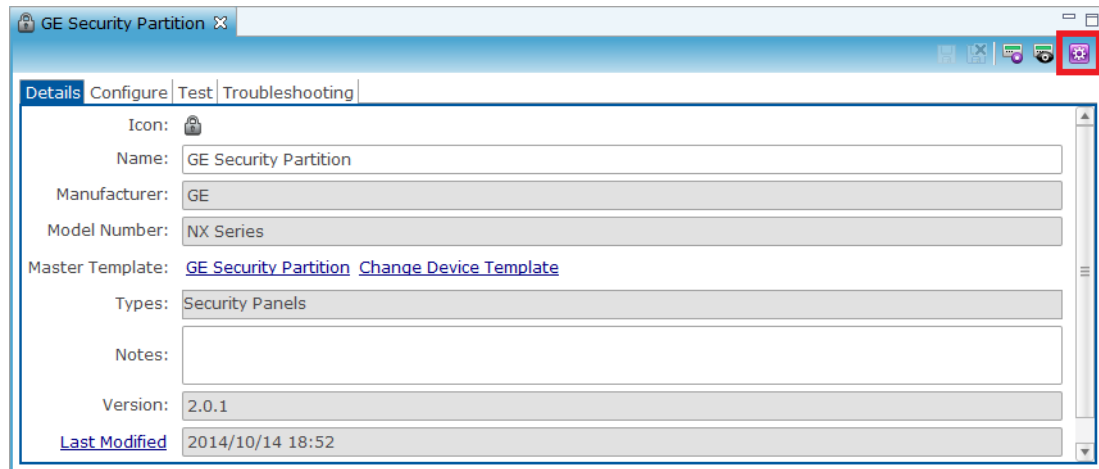 GE Security Partition
Details Configure Test Troubleshooting
Icon:
Name: GE Security Partition
Manufacturer: GE
Model Number: NX Series
Master Template: GE Security Partition Change Device Template
Types: Security Panels
Notes:
Version: 2.0.1
Last Modified 2014/10/14 18:52